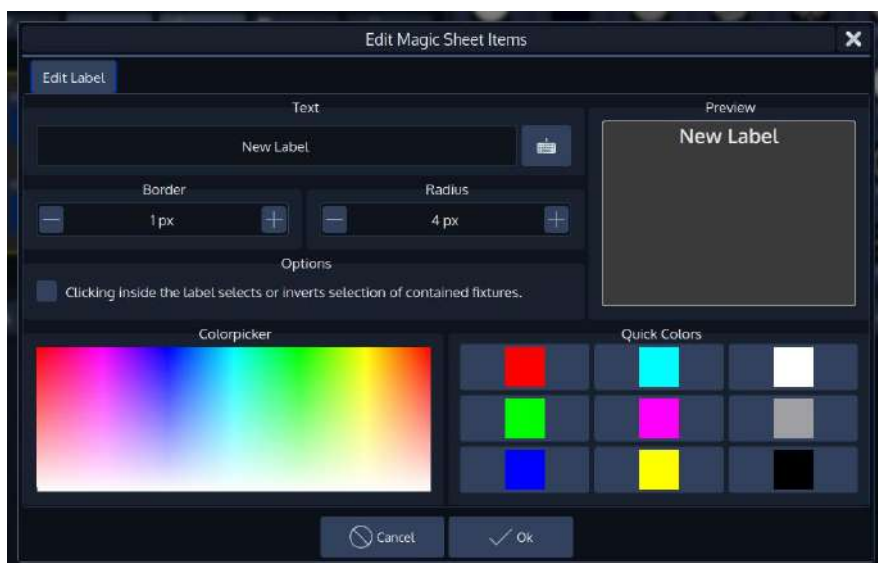 Edit Magic Sheet Items
Edit Label
Text
Preview
New Label
New Label
Border
Radius
1 px
4 px
Options
Clicking inside the label selects or inverts selection of contained fixtures.
Colorpicker
Quick Colors
Cancel
Ok